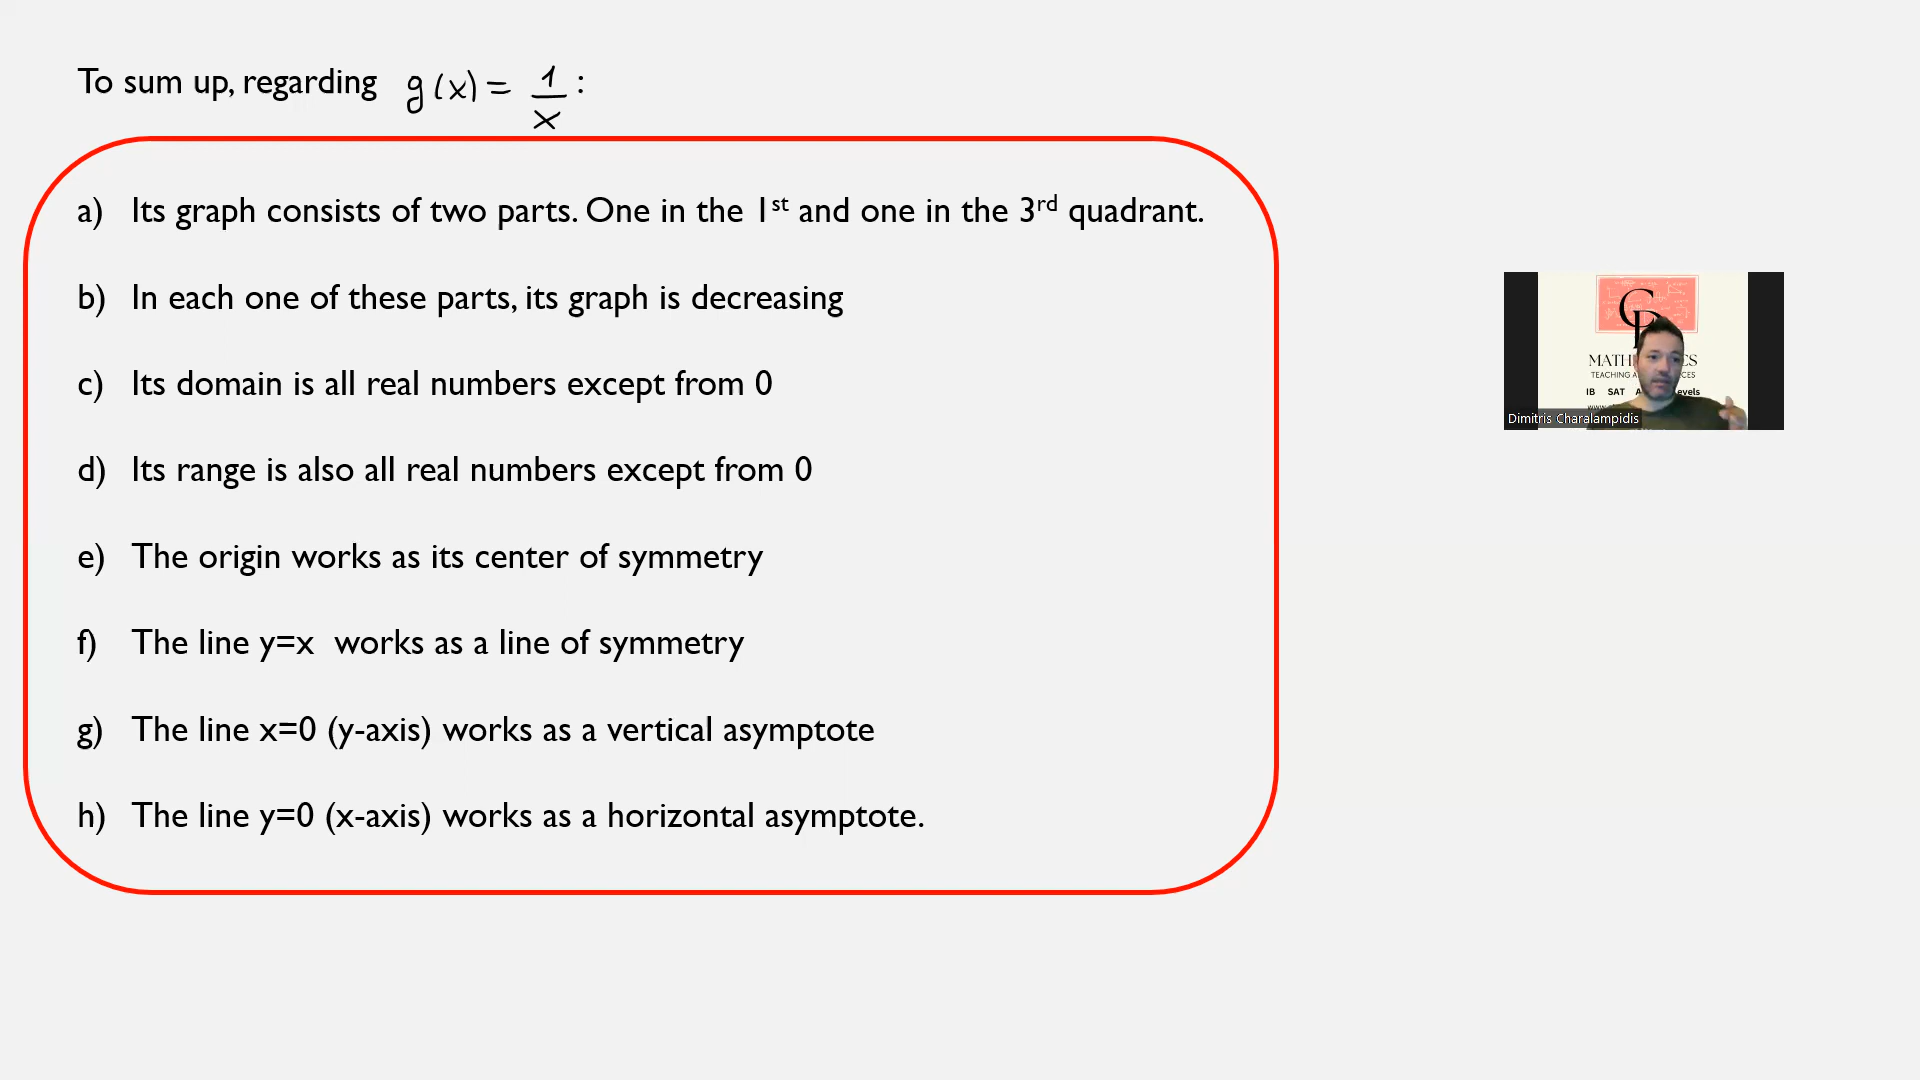 To sum up, regarding g(x) = 1/x :
a) Its graph consists of two parts. One in the 1st and one in the 3rd quadrant.
b) In each one of these parts, its graph is decreasing
c) Its domain is all real numbers except from 0
d) Its range is also all real numbers except from 0
e) The origin works as its center of symmetry
f) The line y=x works as a line of symmetry
g) The line x=0 (y-axis) works as a vertical asymptote
h) The line y=0 (x-axis) works as a horizontal asymptote.
IB SAT
Dimitris Charalampidis